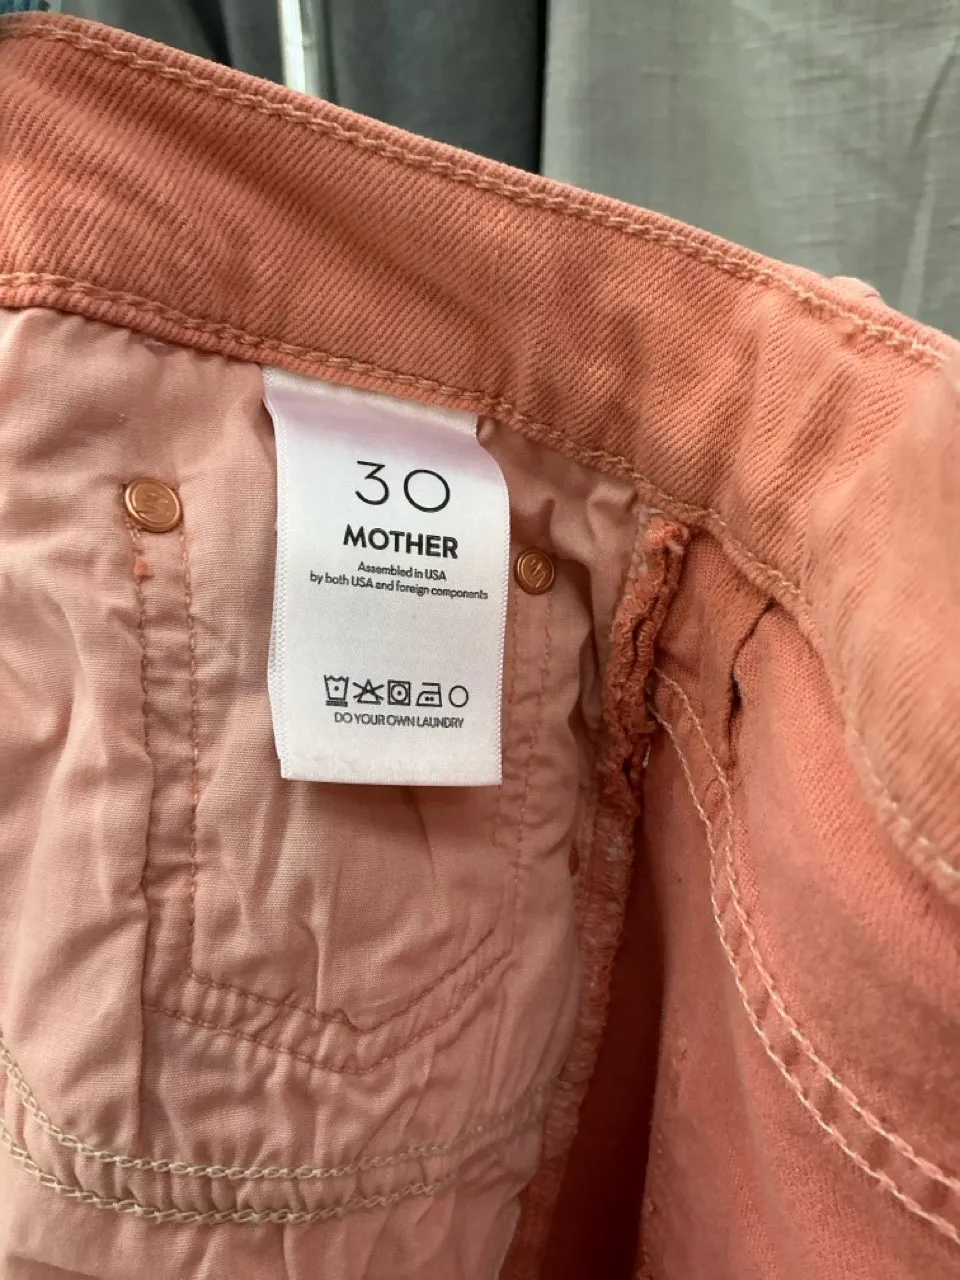 30
MOTHER
Assembled in USA
by both USA and foreign components
DO YOUR OWN LAUNDRY